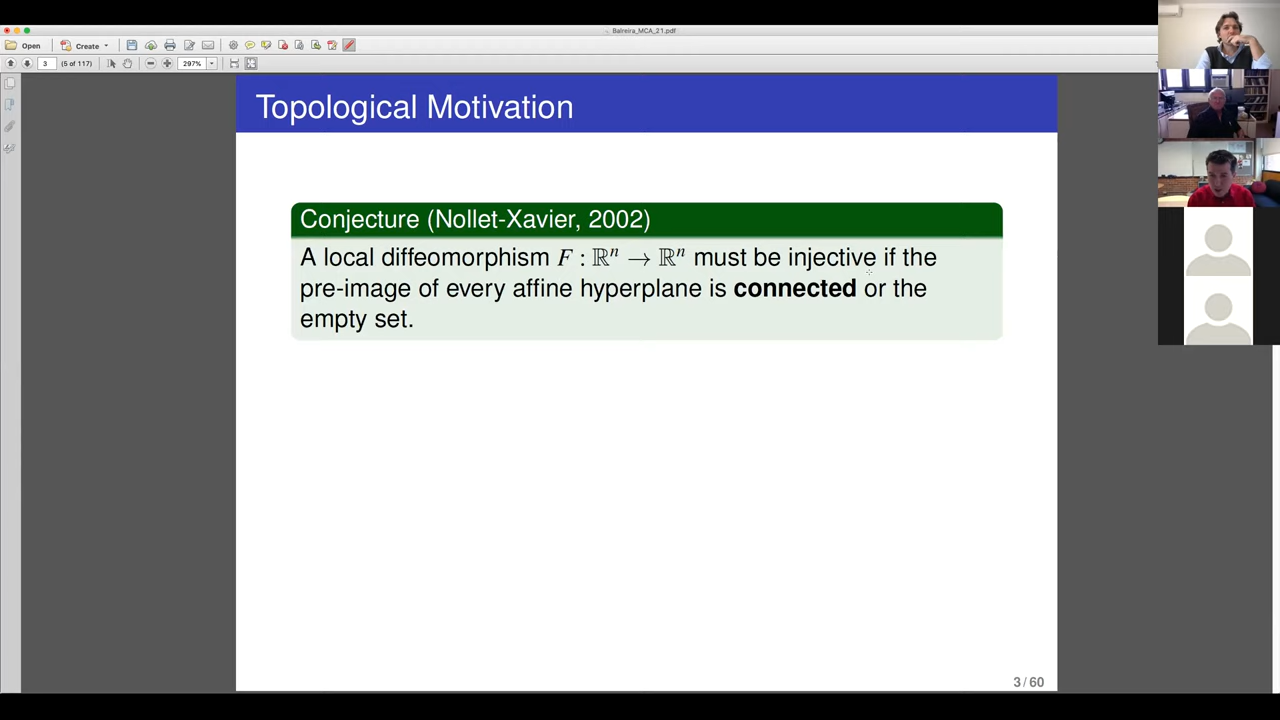 Balreira_MCA_21.pdf
Open
Create
3
(5 of 117)
297%
Topological Motivation
Conjecture (Nollet-Xavier, 2002)
A local diffeomorphism F : ℝⁿ → ℝⁿ must be injective if the
pre-image of every affine hyperplane is connected or the
empty set.
3 / 60